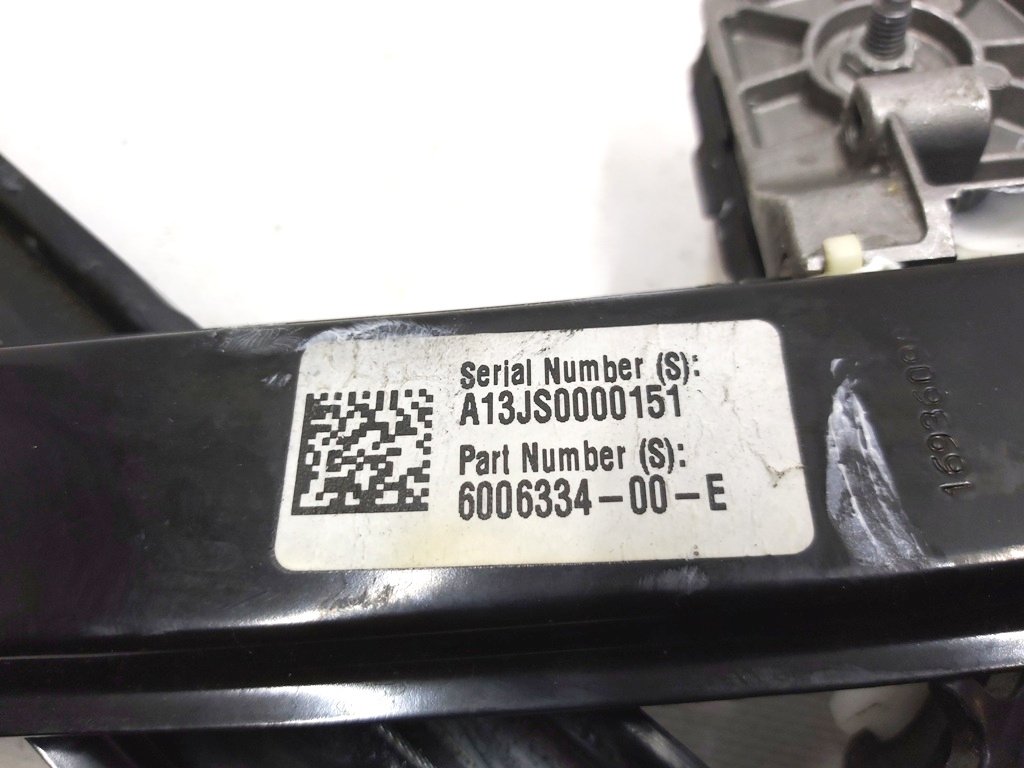 Serial Number (S):
A13JS0000151
Part Number (S):
6006334-00-E